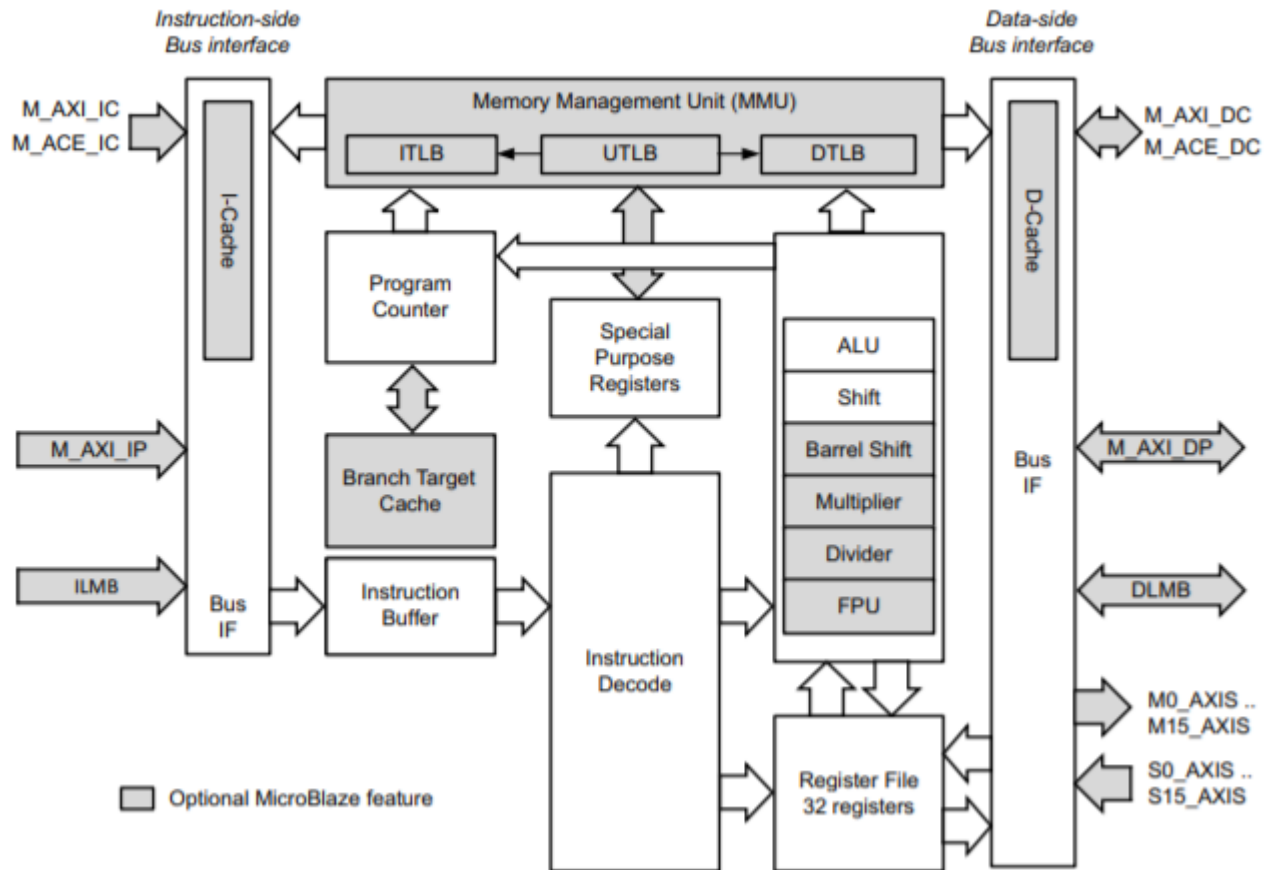 Instruction-side
Bus interface
Data-side
Bus interface
M_AXI_IC
M_ACE_IC
I-Cache
Memory Management Unit (MMU)
ITLB
UTLB
DTLB
D-Cache
M_AXI_DC
M_ACE_DC
Program
Counter
Special
Purpose
Registers
ALU
Shift
Barrel Shift
Multiplier
Divider
FPU
M_AXI_IP
Branch Target
Cache
Bus
IF
M_AXI_DP
ILMB
Bus
IF
Instruction
Buffer
Instruction
Decode
DLMB
Register File
32 registers
M0_AXIS ..
M15_AXIS
S0_AXIS ..
S15_AXIS
Optional MicroBlaze feature